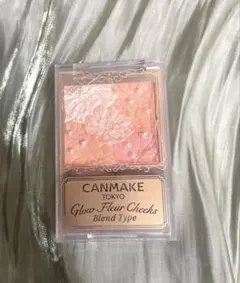 CANMAKE
TOKYO
Glow Fleur Cheeks
Blend Type